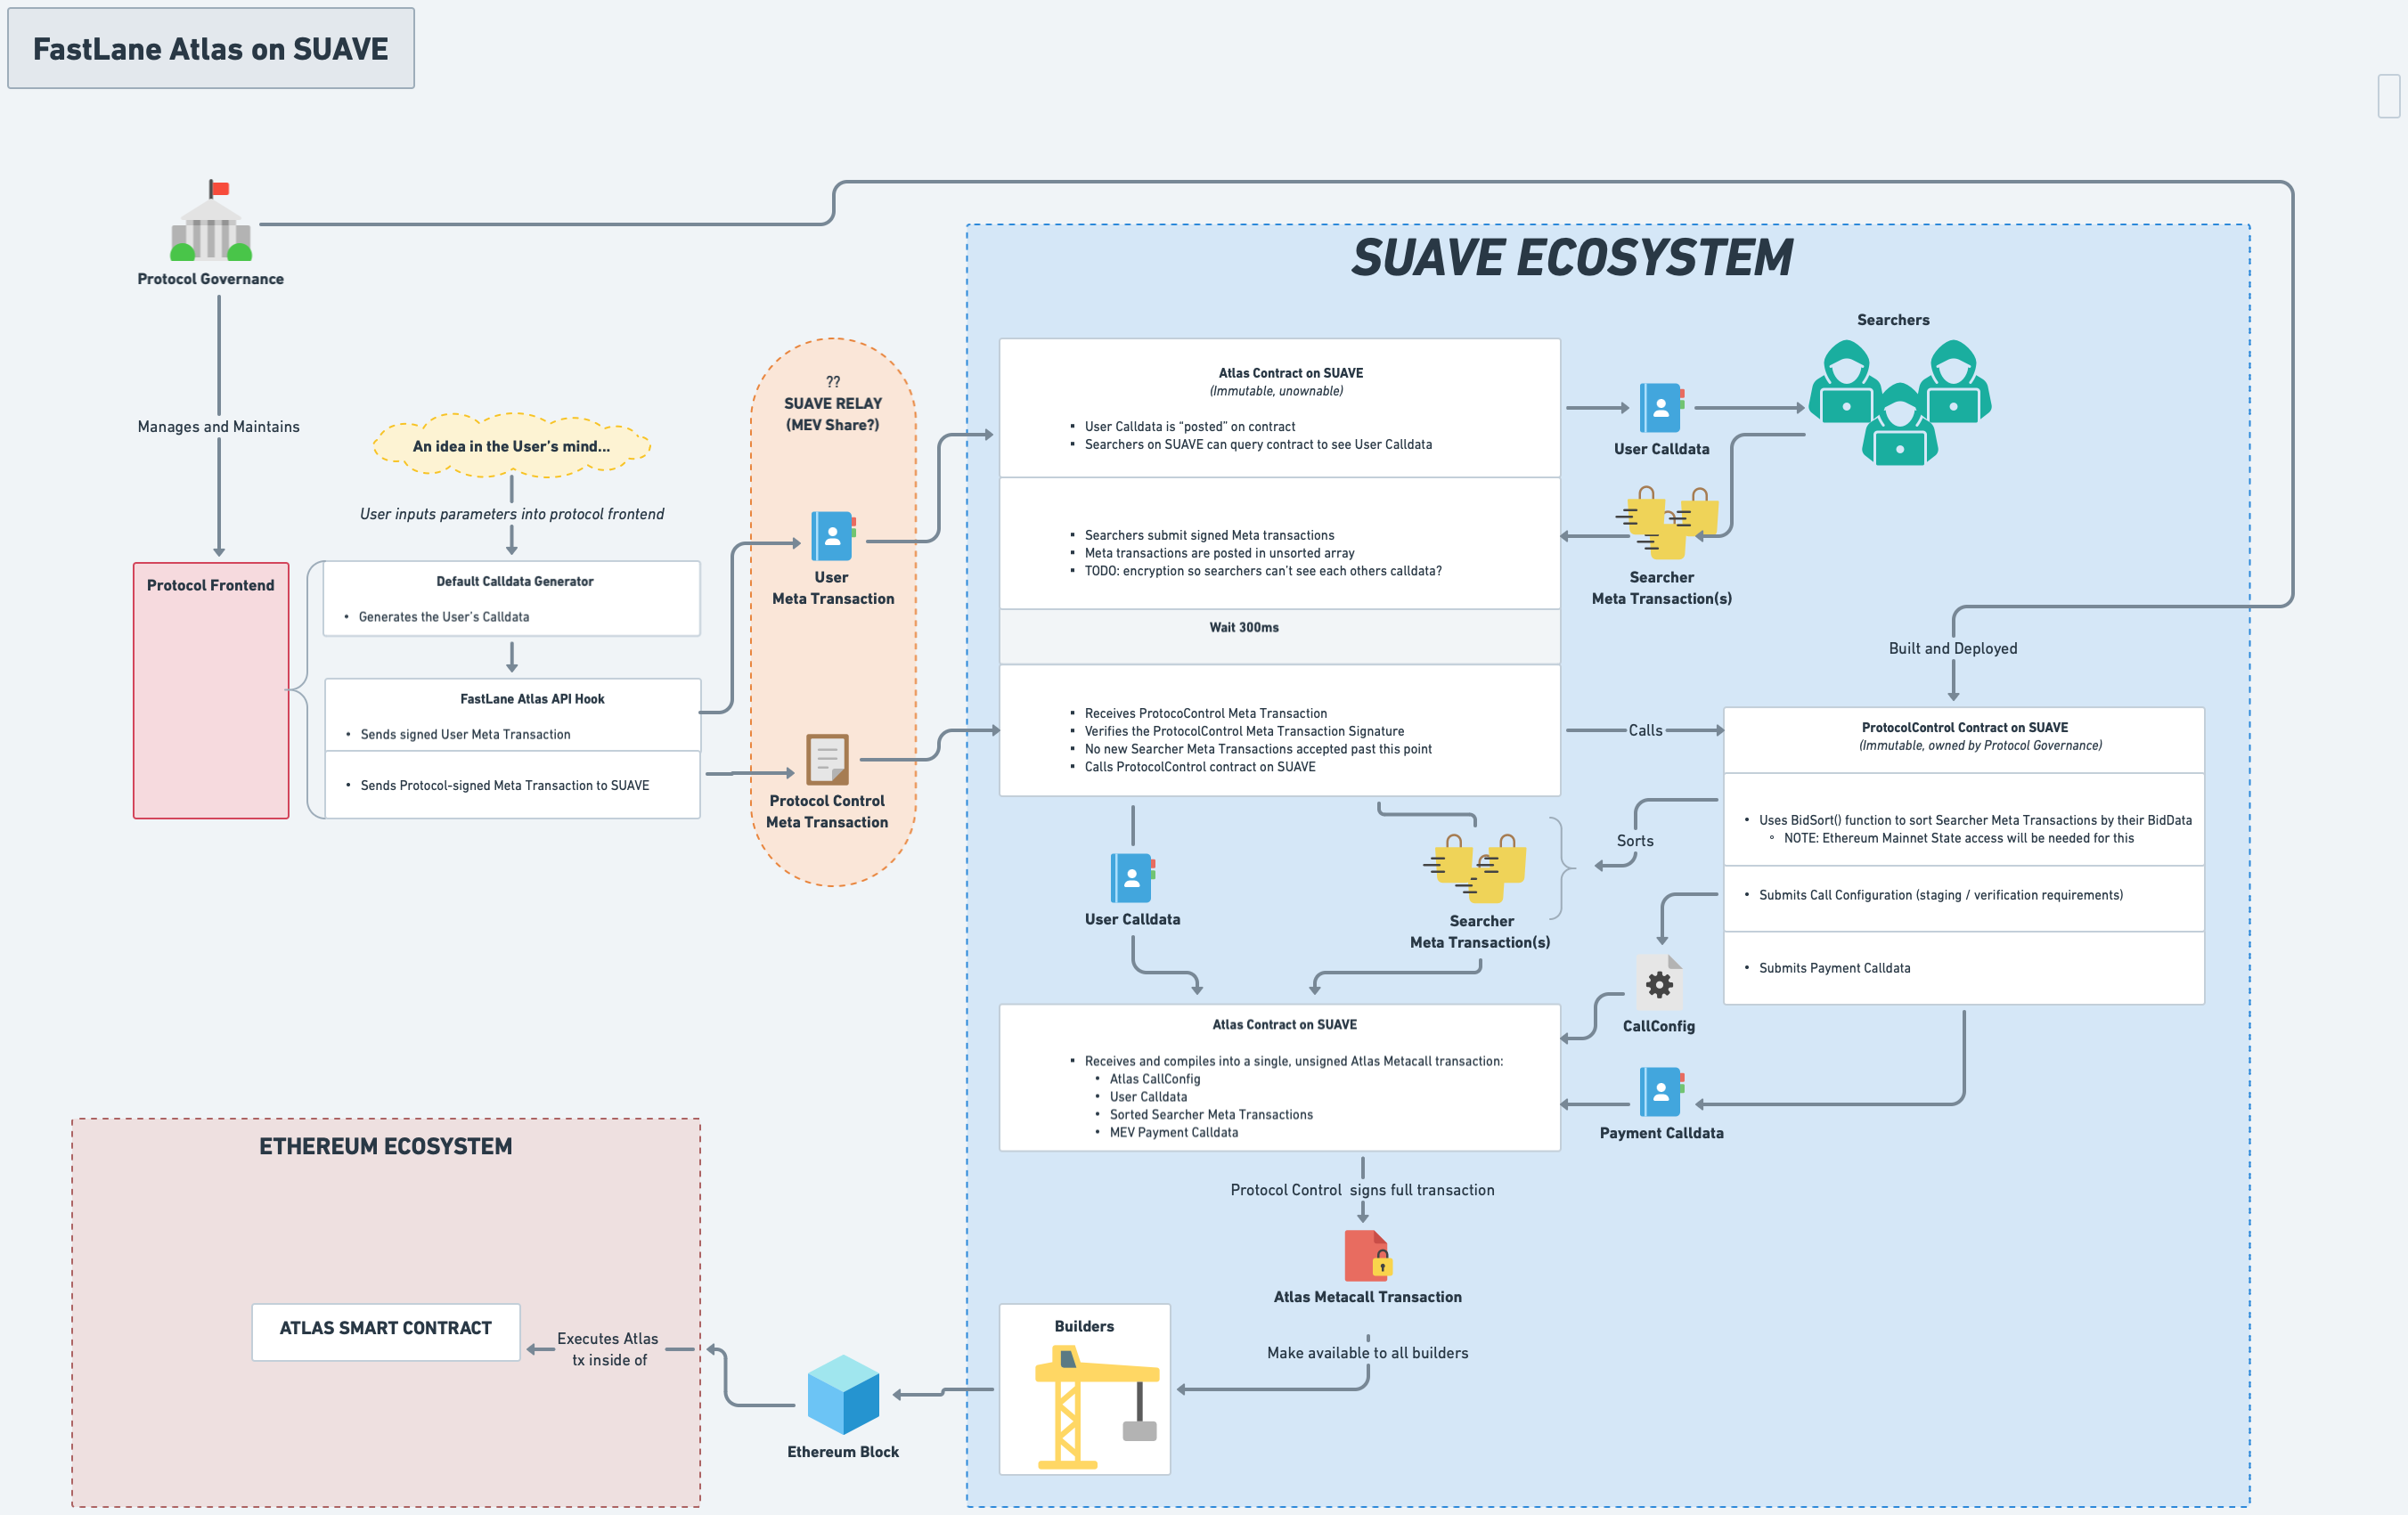 FastLane Atlas on SUAVE
Protocol Governance
Manages and Maintains
An idea in the User's mind...
User inputs parameters into protocol frontend
Protocol Frontend
Default Calldata Generator
• Generates the User's Calldata
FastLane Atlas API Hook
• Sends signed User Meta Transaction
• Sends Protocol-signed Meta Transaction to SUAVE
??
SUAVE RELAY
(MEV Share?)
User
Meta Transaction
Protocol Control
Meta Transaction
SUAVE ECOSYSTEM
Atlas Contract on SUAVE
(Immutable, unownable)
▪ User Calldata is “posted” on contract
▪ Searchers on SUAVE can query contract to see User Calldata
▪ Searchers submit signed Meta transactions
▪ Meta transactions are posted in unsorted array
▪ TODO: encryption so searchers can't see each others calldata?
Wait 300ms
▪ Receives ProtocoControl Meta Transaction
▪ Verifies the ProtocolControl Meta Transaction Signature
▪ No new Searcher Meta Transactions accepted past this point
▪ Calls ProtocolControl contract on SUAVE
User Calldata
Searchers
Searcher
Meta Transaction(s)
Built and Deployed
Calls
ProtocolControl Contract on SUAVE
(Immutable, owned by Protocol Governance)
• Uses BidSort() function to sort Searcher Meta Transactions by their BidData
◦ NOTE: Ethereum Mainnet State access will be needed for this
• Submits Call Configuration (staging / verification requirements)
• Submits Payment Calldata
Sorts
User Calldata
Searcher
Meta Transaction(s)
CallConfig
Payment Calldata
Atlas Contract on SUAVE
▪ Receives and compiles into a single, unsigned Atlas Metacall transaction:
• Atlas CallConfig
• User Calldata
• Sorted Searcher Meta Transactions
• MEV Payment Calldata
Protocol Control signs full transaction
Atlas Metacall Transaction
Make available to all builders
Builders
Ethereum Block
ETHEREUM ECOSYSTEM
Executes Atlas
tx inside of
ATLAS SMART CONTRACT